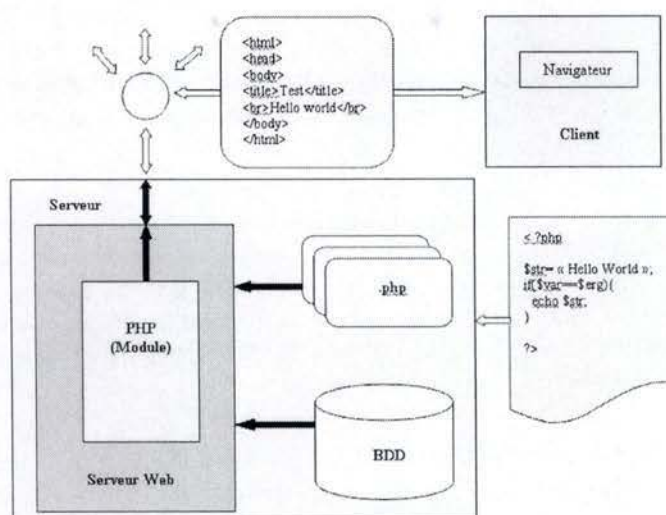 <html>
<head>
<body>
<title>Test</title>
<br>Hello world</br>
</body>
</html>
Navigateur
Client
Serveur
PHP
(Module)
Serveur Web
.php
BDD
< ?php
$str= « Hello World »;
if($var==$erg){
echo $str;
}
?>